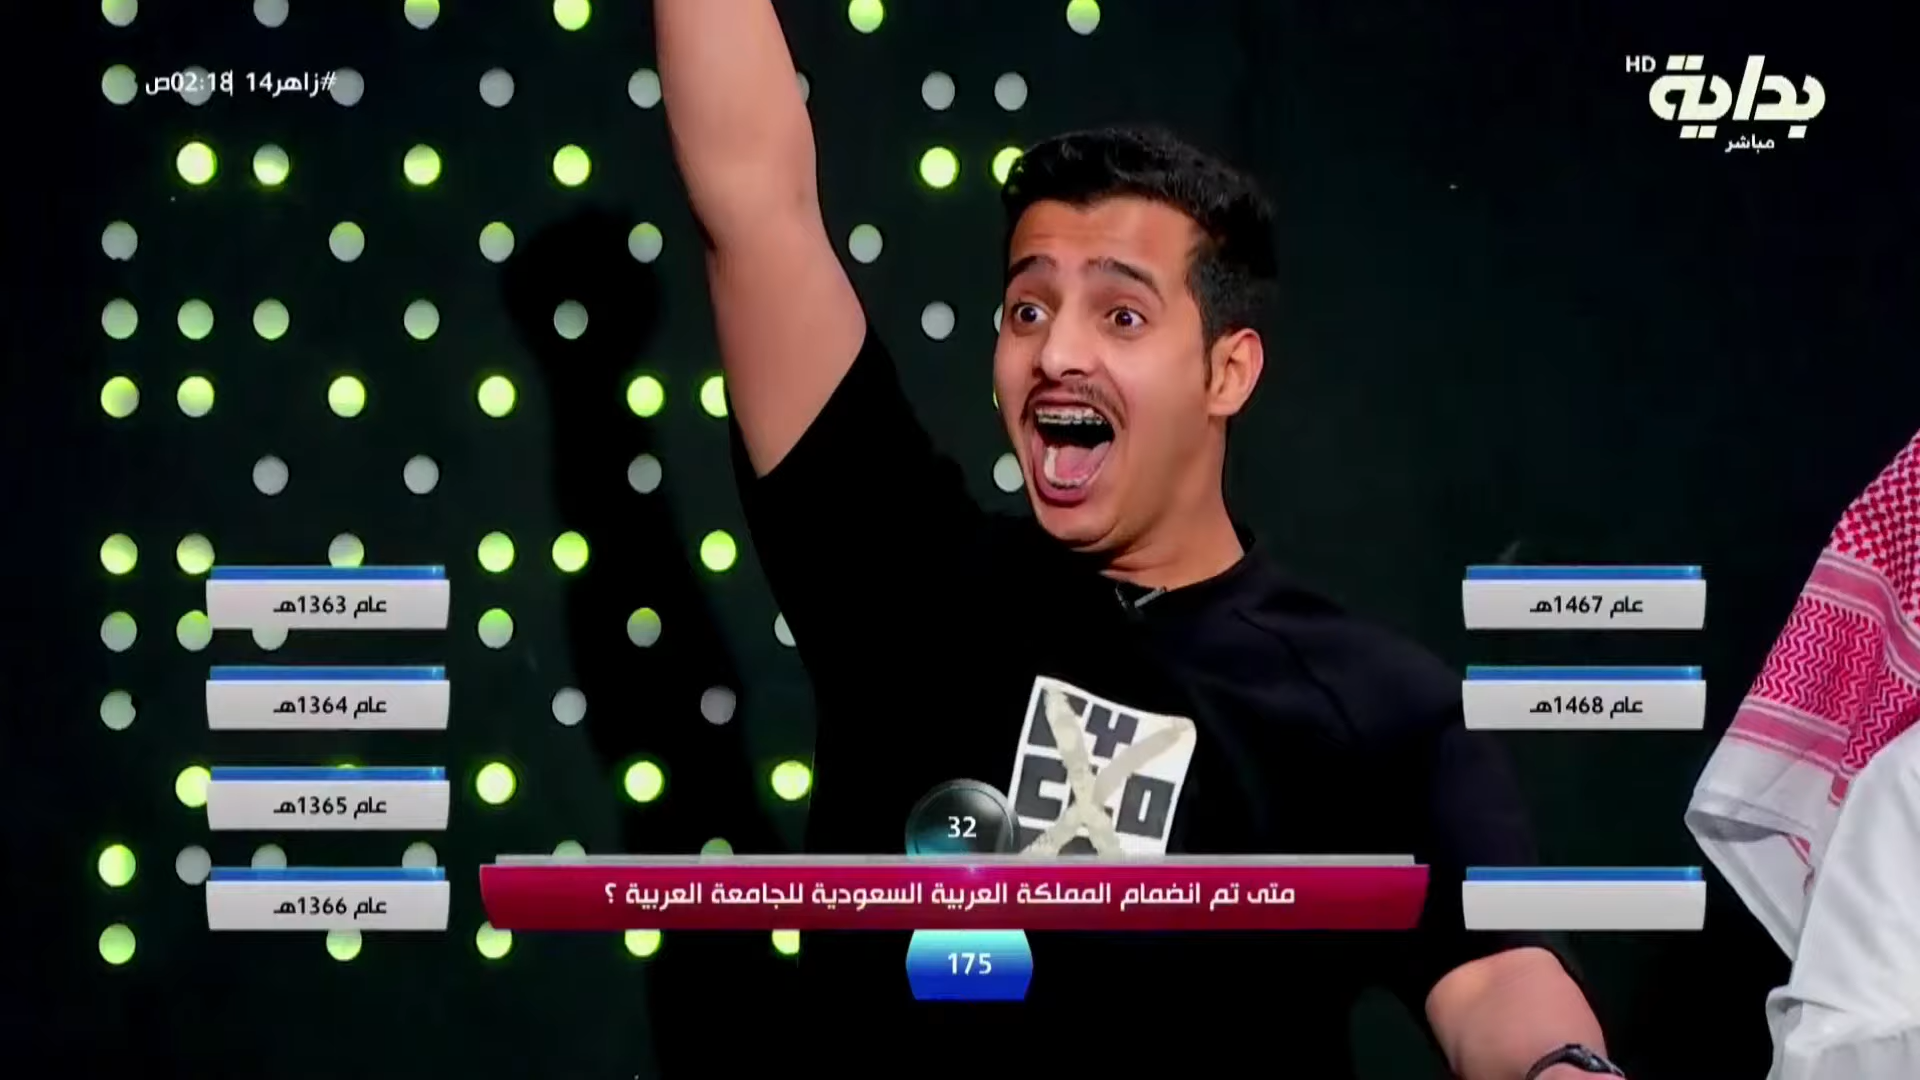 #زاهر14 |02:18ص
بداية HD
مباشر
عام 1467هـ
عام 1363هـ
عام 1468هـ
عام 1364هـ
عام 1365هـ
عام 1366هـ
32
متى تم انضمام المملكة العربية السعودية للجامعة العربية ؟
175